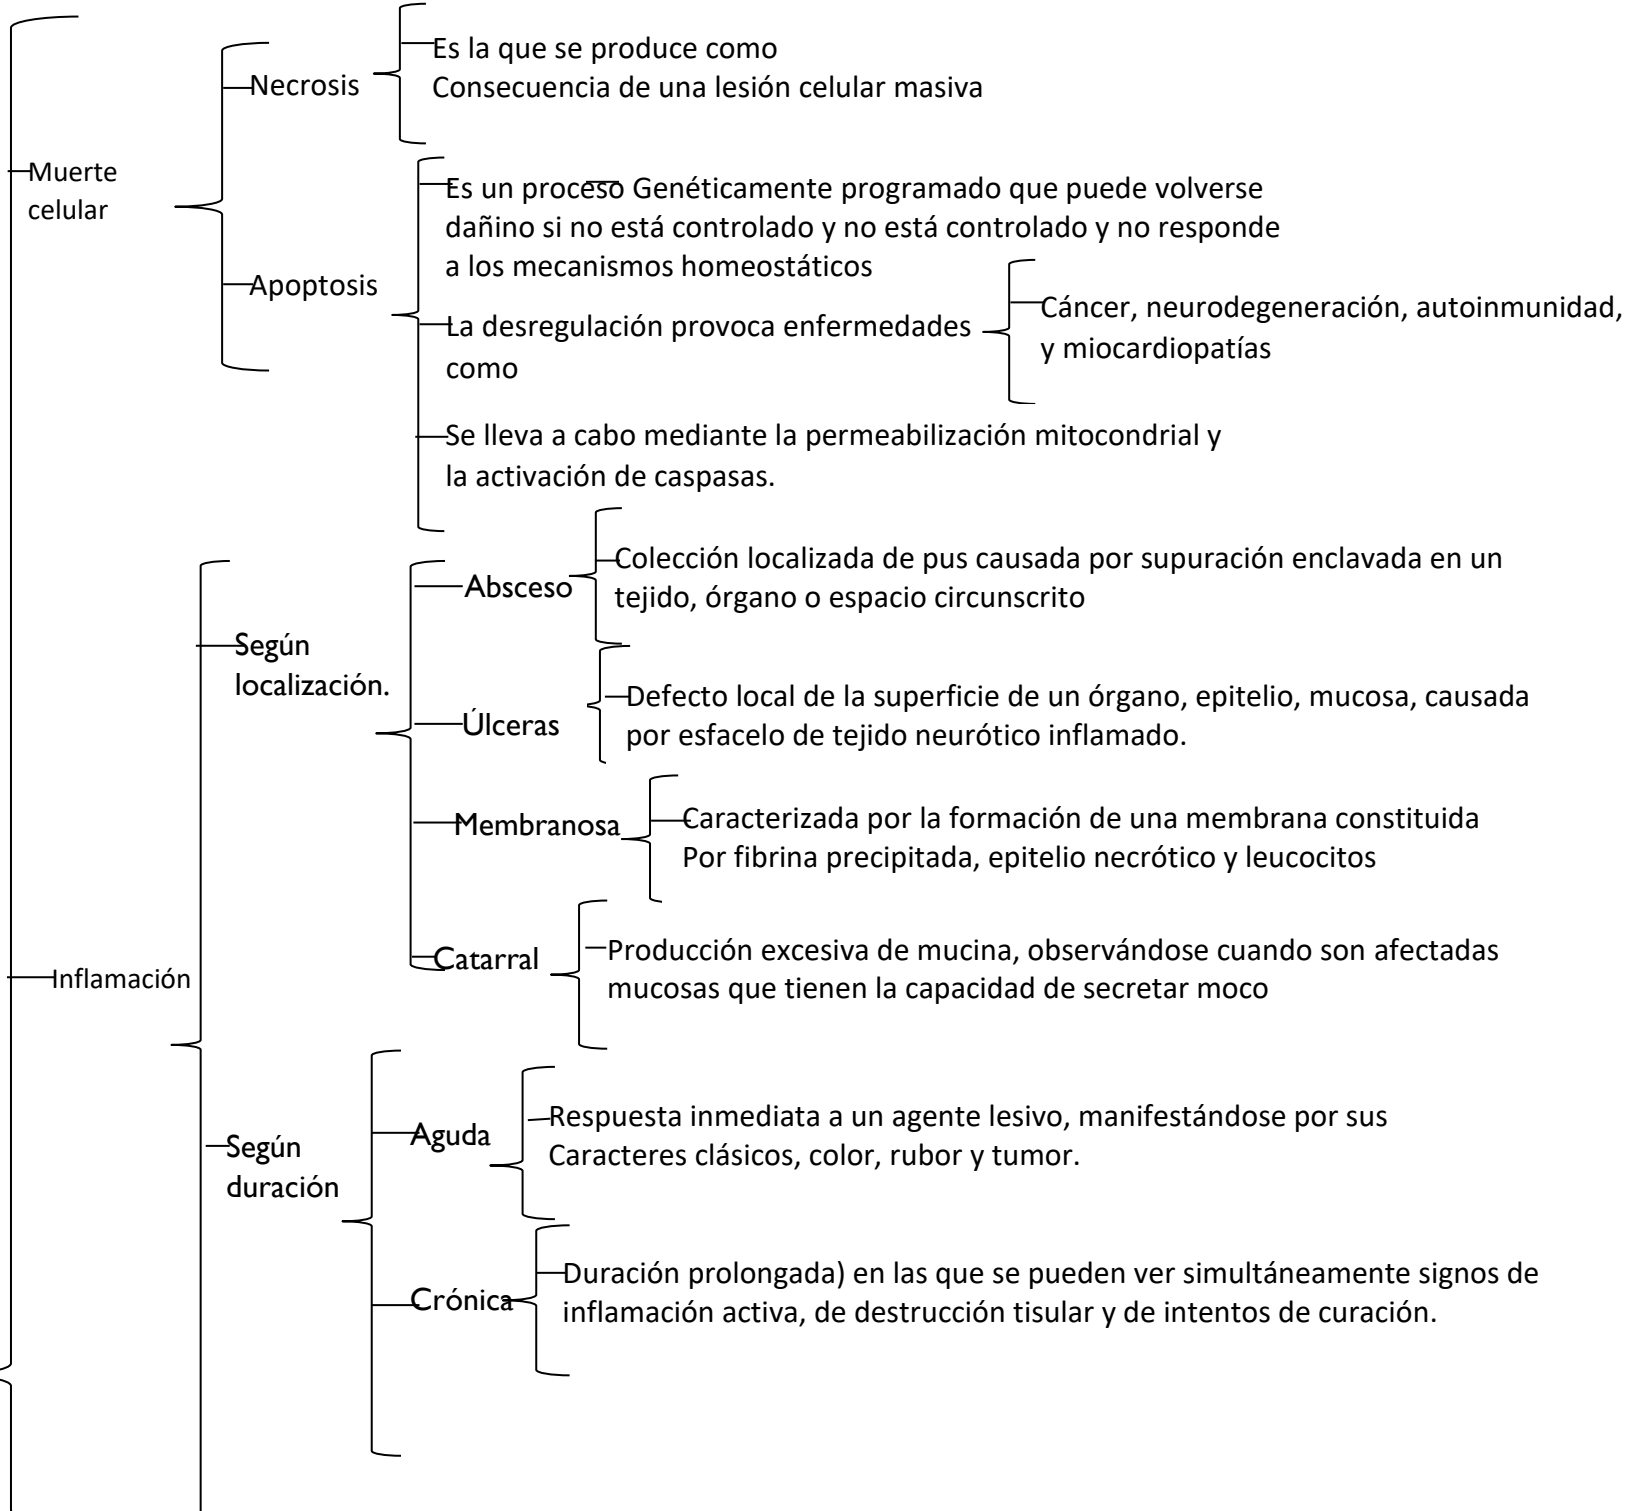 Muerte
celular
Necrosis
Es la que se produce como
Consecuencia de una lesión celular masiva
Apoptosis
Es un proceso Genéticamente programado que puede volverse
dañino si no está controlado y no está controlado y no responde
a los mecanismos homeostáticos
La desregulación provoca enfermedades
como
Cáncer, neurodegeneración, autoinmunidad,
y miocardiopatías
Se lleva a cabo mediante la permeabilización mitocondrial y
la activación de caspasas.
Inflamación
Según
localización.
Absceso
Colección localizada de pus causada por supuración enclavada en un
tejido, órgano o espacio circunscrito
Úlceras
Defecto local de la superficie de un órgano, epitelio, mucosa, causada
por esfacelo de tejido neurótico inflamado.
Membranosa
Caracterizada por la formación de una membrana constituida
Por fibrina precipitada, epitelio necrótico y leucocitos
Catarral
Producción excesiva de mucina, observándose cuando son afectadas
mucosas que tienen la capacidad de secretar moco
Según
duración
Aguda
Respuesta inmediata a un agente lesivo, manifestándose por sus
Caracteres clásicos, color, rubor y tumor.
Crónica
Duración prolongada) en las que se pueden ver simultáneamente signos de
inflamación activa, de destrucción tisular y de intentos de curación.